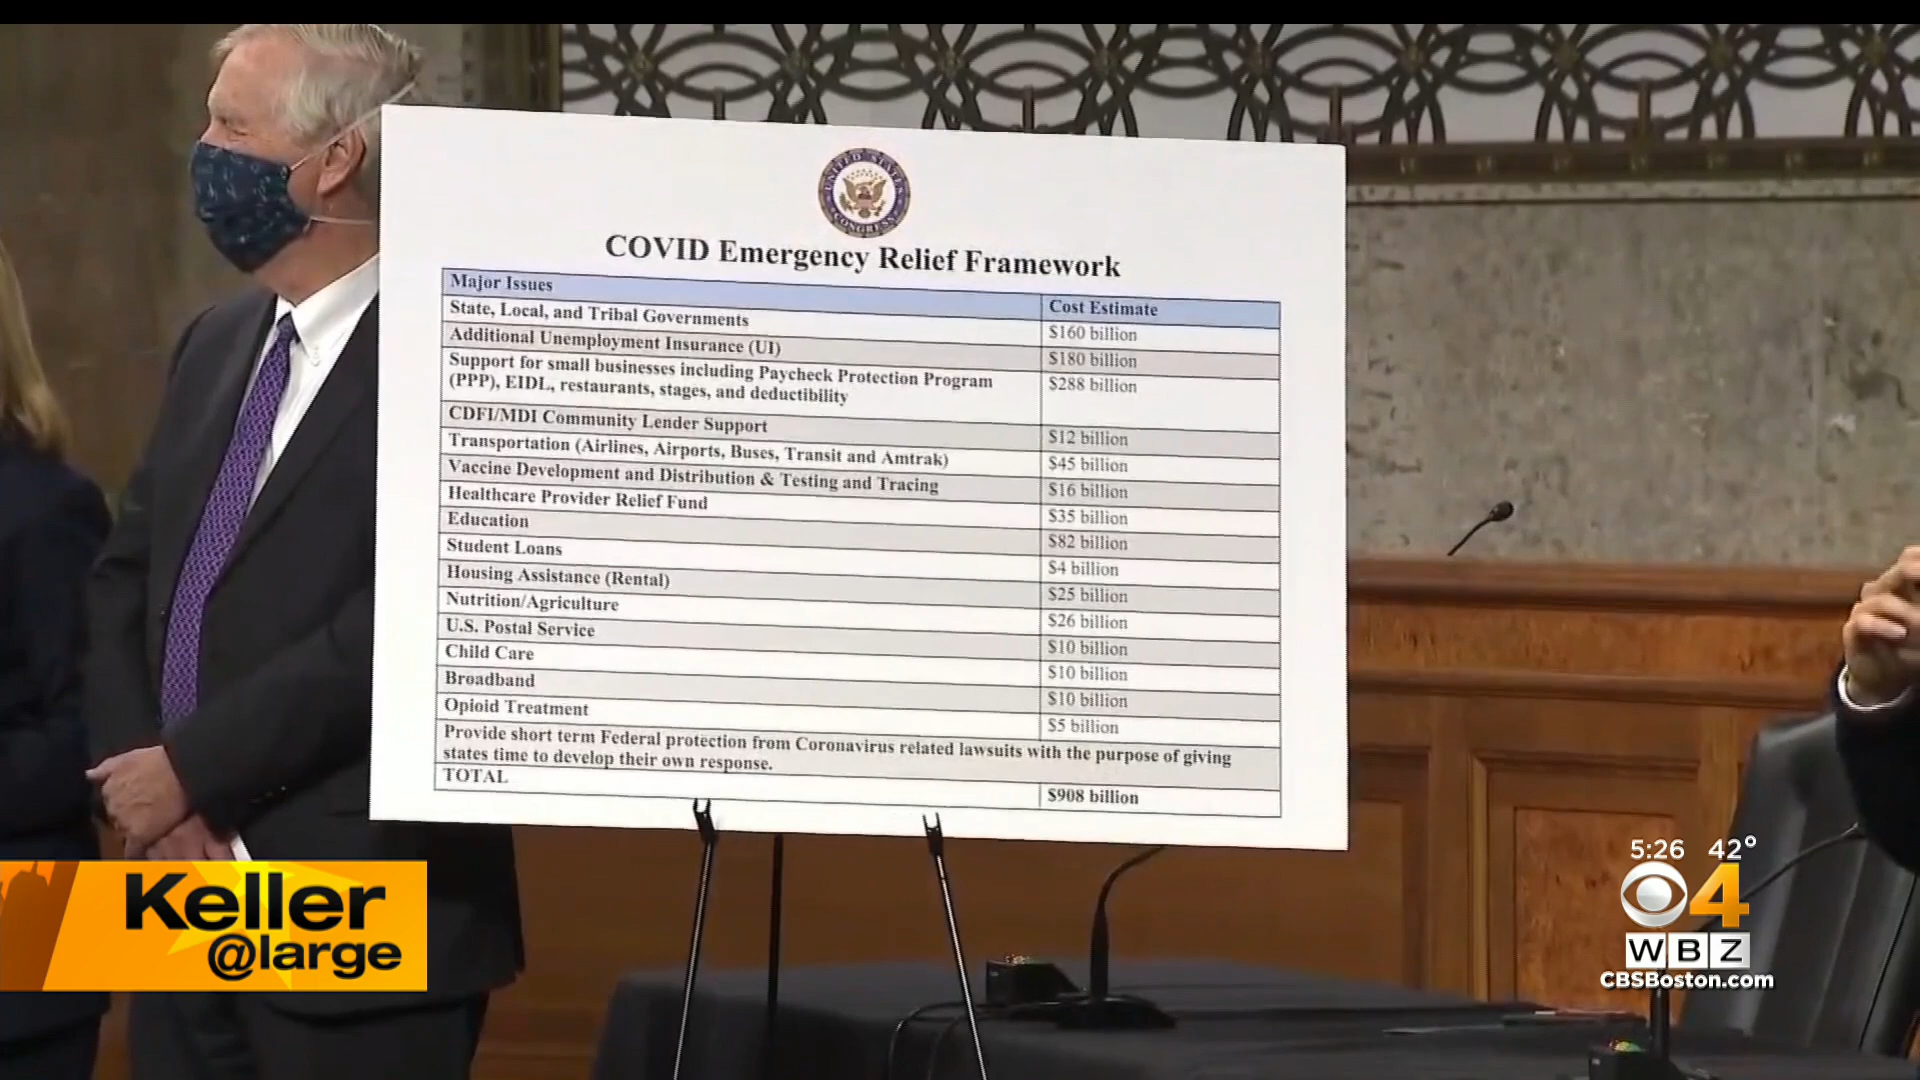 UNITED STATES
CONGRESS
COVID Emergency Relief Framework
Major Issues Cost Estimate
State, Local, and Tribal Governments $160 billion
Additional Unemployment Insurance (UI) $180 billion
Support for small businesses including Paycheck Protection Program $288 billion
(PPP), EIDL, restaurants, stages, and deductibility
CDFI/MDI Community Lender Support $12 billion
Transportation (Airlines, Airports, Buses, Transit and Amtrak) $45 billion
Vaccine Development and Distribution & Testing and Tracing $16 billion
Healthcare Provider Relief Fund $35 billion
Education $82 billion
Student Loans $4 billion
Housing Assistance (Rental) $25 billion
Nutrition/Agriculture $26 billion
U.S. Postal Service $10 billion
Child Care $10 billion
Broadband $10 billion
Opioid Treatment $5 billion
Provide short term Federal protection from Coronavirus related lawsuits with the purpose of giving
states time to develop their own response.
TOTAL $908 billion
Keller
@large
5:26 42°
4
WBZ
CBSBoston.com